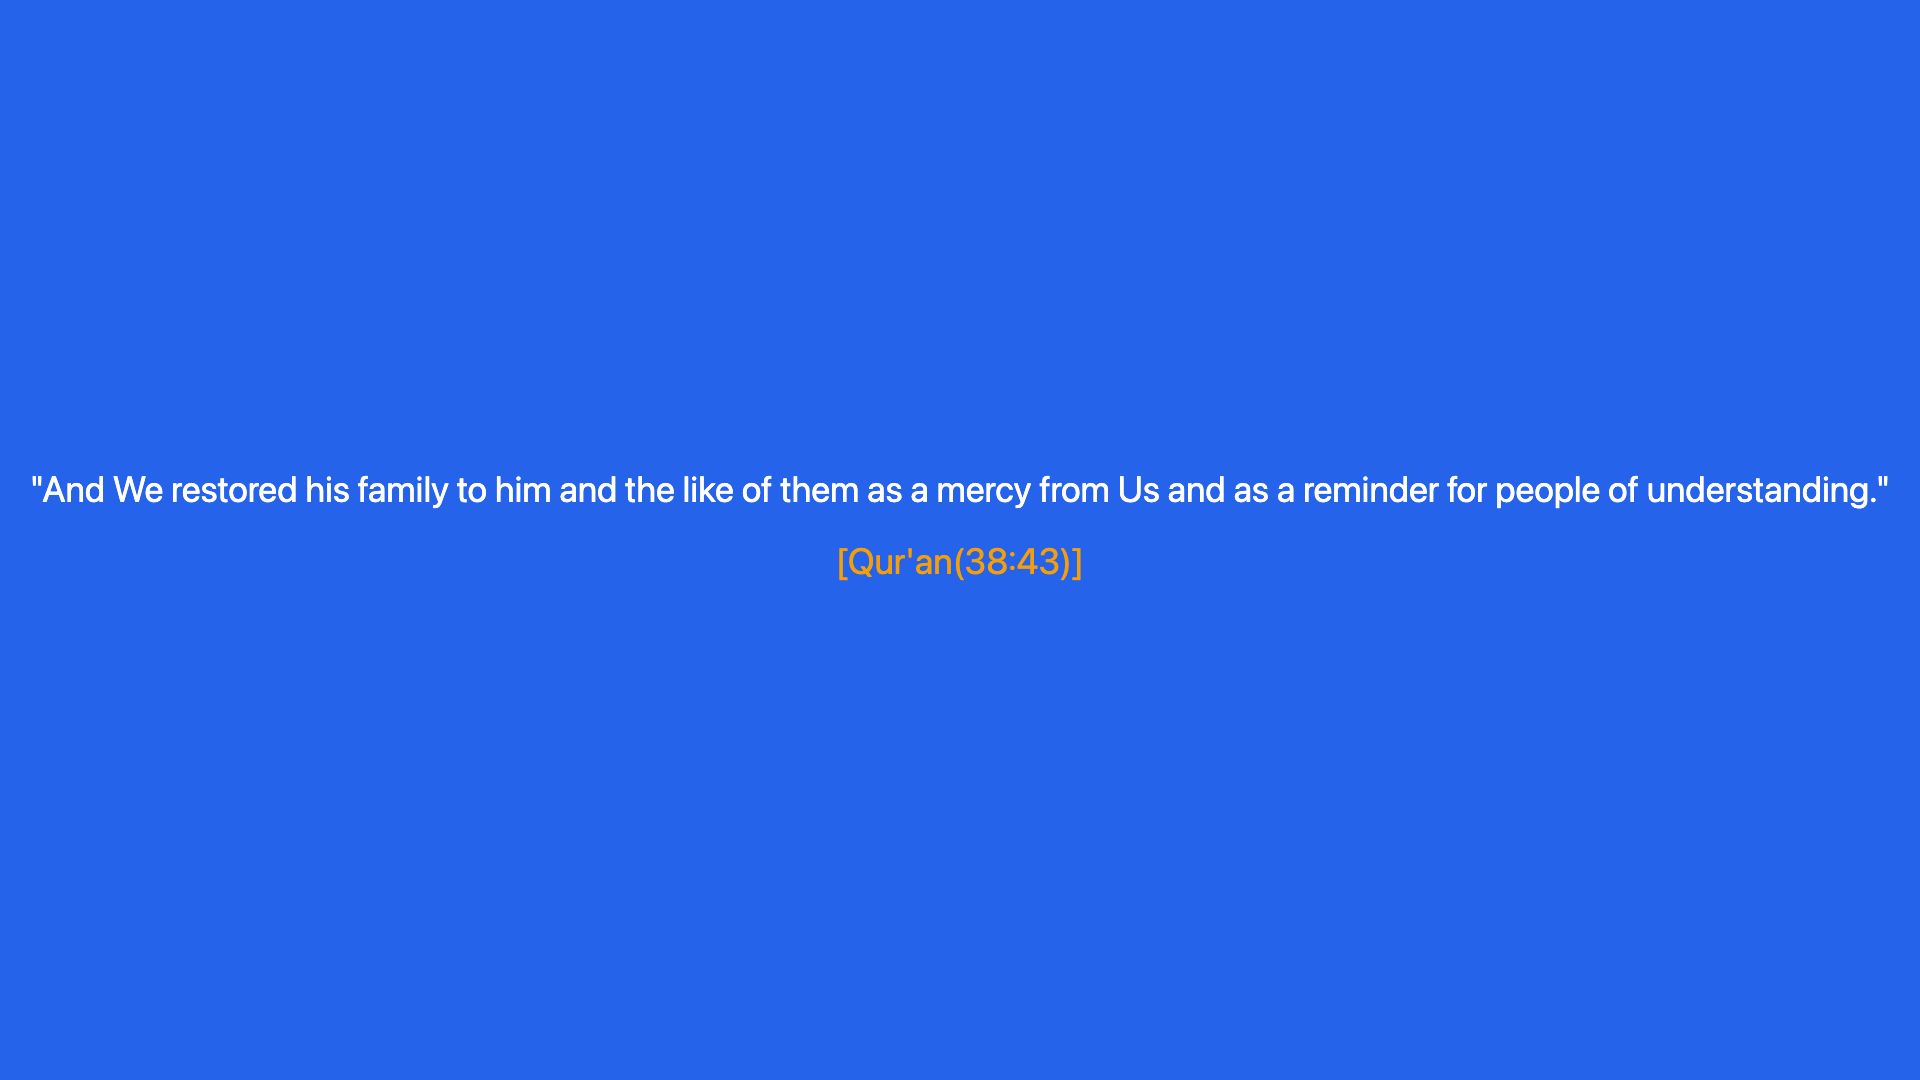 "And We restored his family to him and the like of them as a mercy from Us and as a reminder for people of understanding."
[Qur'an(38:43)]